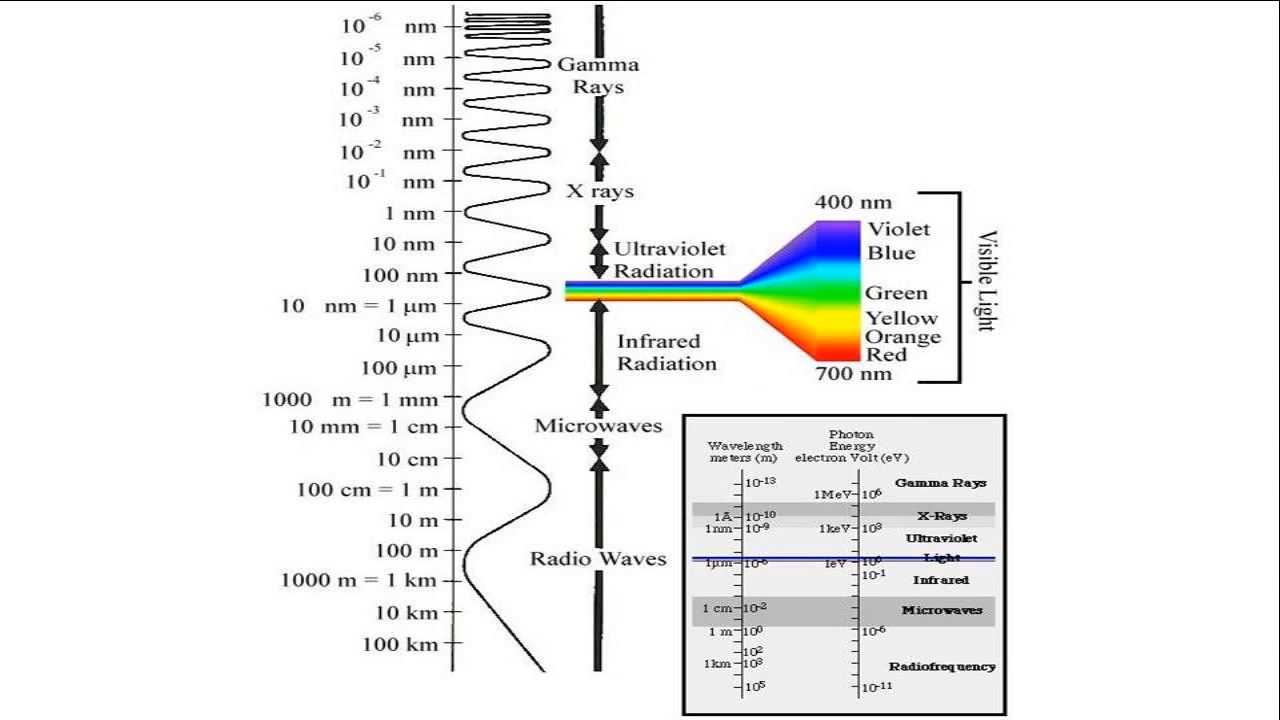 10-6 nm
10-5 nm
10-4 nm
10-3 nm
10-2 nm
10-1 nm
1 nm
10 nm
100 nm
10 nm = 1 µm
10 µm
100 µm
1000 m = 1 mm
10 mm = 1 cm
10 cm
100 cm = 1 m
10 m
100 m
1000 m = 1 km
10 km
100 km
Gamma
Rays
X rays
Ultraviolet
Radiation
Infrared
Radiation
Microwaves
Radio Waves
400 nm
Violet
Blue
Green
Yellow
Orange
Red
700 nm
Visible Light
Wavelength
meters (m)
Photon
Energy
electron Volt (eV)
10-13
1A 10-10
1nm 10-9
1µm 10-6
1 cm 10-2
1 m 100
102
1km 103
105
1MeV 106
1keV 103
1eV 100
10-1
10-6
10-11
Gamma Rays
X-Rays
Ultraviolet
Light
Infrared
Microwaves
Radiofrequency